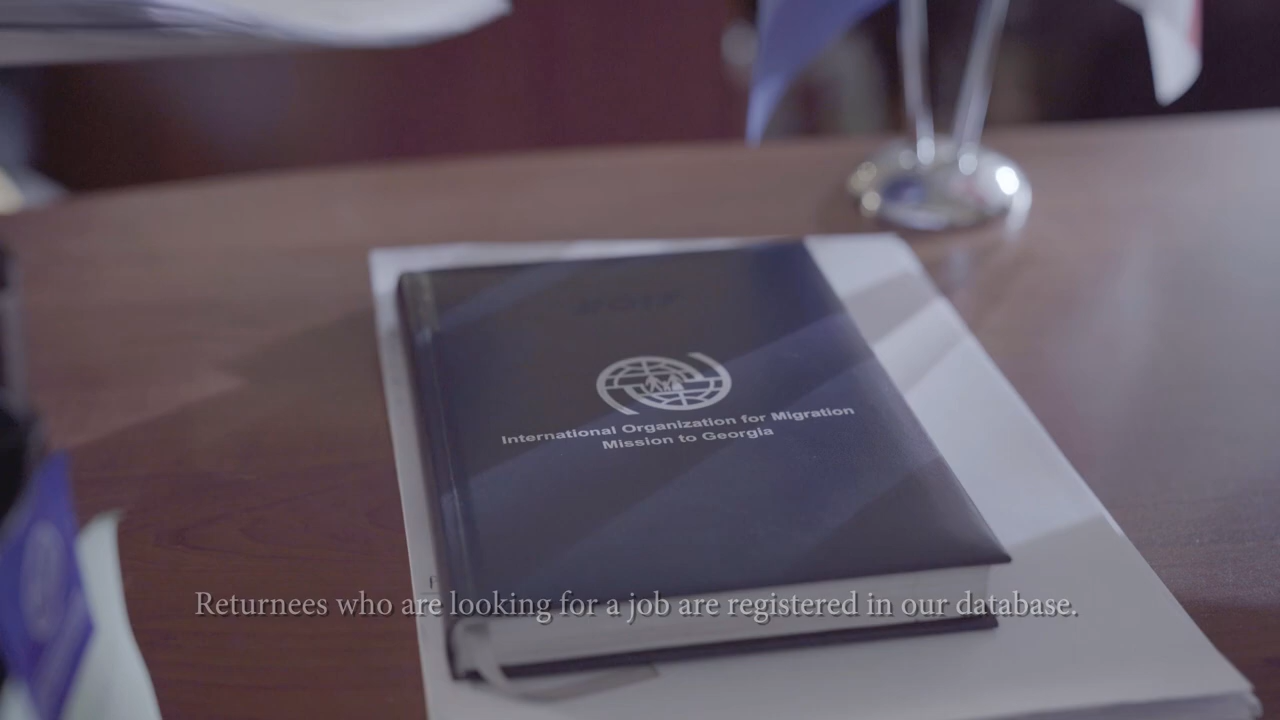 International Organization for Migration
Mission to Georgia
Returnees who are looking for a job are registered in our database.